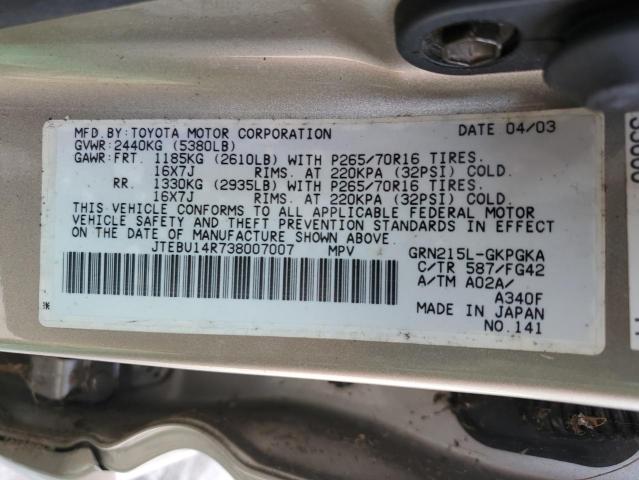 MFD.BY:TOYOTA MOTOR CORPORATION DATE 04/03
GVWR:2440KG (5380LB)
GAWR:FRT. 1185KG (2610LB) WITH P265/70R16 TIRES.
16X7J RIMS. AT 220KPA (32PSI) COLD.
RR. 1330KG (2935LB) WITH P265/70R16 TIRES.
16X7J RIMS. AT 220KPA (32PSI) COLD.
THIS VEHICLE CONFORMS TO ALL APPLICABLE FEDERAL MOTOR
VEHICLE SAFETY AND THEFT PREVENTION STANDARDS IN EFFECT
ON THE DATE OF MANUFACTURE SHOWN ABOVE.
JTEBU14R738007007 MPV GRN215L-GKPGKA
C/TR 587/FG42
A/TM A02A/
A340F
MADE IN JAPAN
NO.141